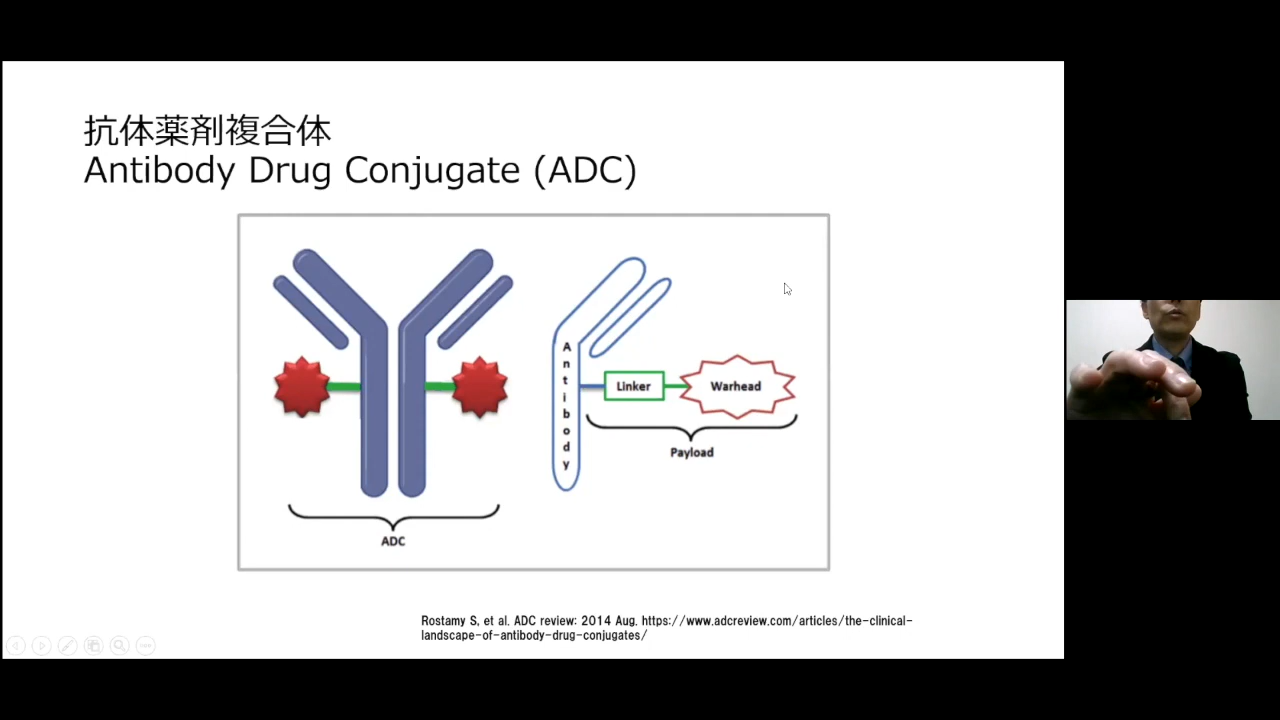 抗体薬剤複合体
Antibody Drug Conjugate (ADC)
Antibody
Linker
Warhead
Payload
ADC
Rostamy S, et al. ADC review: 2014 Aug. https://www.adcreview.com/articles/the-clinical-
landscape-of-antibody-drug-conjugates/